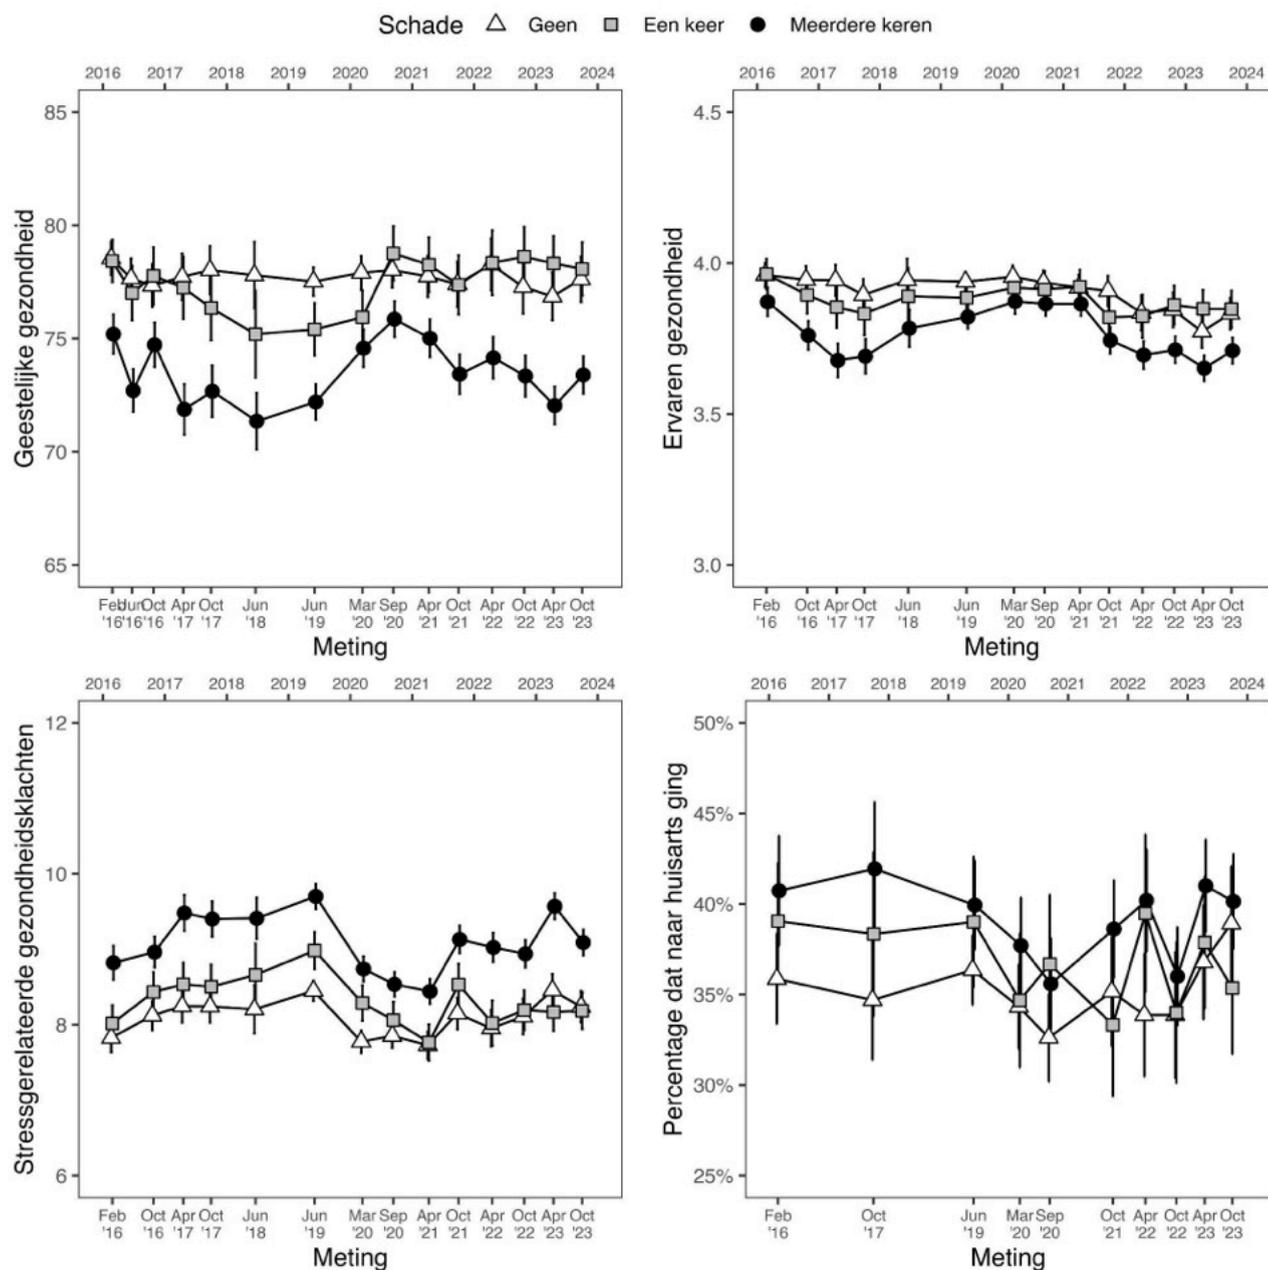 Schade Geen Een keer Meerdere keren
2016 2017 2018 2019 2020 2021 2022 2023 2024
85
80
75
70
65
Geestelijke gezondheid
Feb Jun Oct Apr Oct Jun Jun Mar Sep Apr Oct Apr Oct Apr Oct
'16 '16 '16 '17 '17 '18 '19 '20 '20 '21 '21 '22 '22 '23 '23
Meting
2016 2017 2018 2019 2020 2021 2022 2023 2024
4.5
4.0
3.5
3.0
Ervaren gezondheid
Feb Oct Apr Oct Jun Jun Mar Sep Apr Oct Apr Oct Apr Oct
'16 '16 '17 '17 '18 '19 '20 '20 '21 '21 '22 '22 '23 '23
Meting
2016 2017 2018 2019 2020 2021 2022 2023 2024
12
10
8
6
Stressgerelateerde gezondheidsklachten
Feb Oct Apr Oct Jun Jun Mar Sep Apr Oct Apr Oct Apr Oct
'16 '16 '17 '17 '18 '19 '20 '20 '21 '21 '22 '22 '23 '23
Meting
2016 2017 2018 2019 2020 2021 2022 2023 2024
50%
45%
40%
35%
30%
25%
Percentage dat naar huisarts ging
Feb Oct Jun Mar Sep Oct Apr Oct Apr Oct
'16 '17 '19 '20 '20 '21 '22 '22 '23 '23
Meting